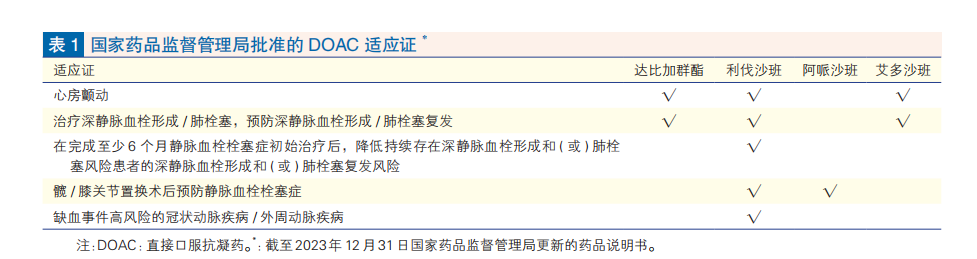 表 1 国家药品监督管理局批准的 DOAC 适应证 *
适应证 达比加群酯 利伐沙班 阿哌沙班 艾多沙班
心房颤动 √ √ √
治疗深静脉血栓形成 / 肺栓塞，预防深静脉血栓形成 / 肺栓塞复发 √ √ √
在完成至少 6 个月静脉血栓栓塞症初始治疗后，降低持续存在深静脉血栓形成和 ( 或 ) 肺栓 √
塞风险患者的深静脉血栓形成和 ( 或 ) 肺栓塞复发风险
髋 / 膝关节置换术后预防静脉血栓栓塞症 √ √
缺血事件高风险的冠状动脉疾病 / 外周动脉疾病 √
注：DOAC：直接口服抗凝药。*：截至 2023 年 12 月 31 日国家药品监督管理局更新的药品说明书。